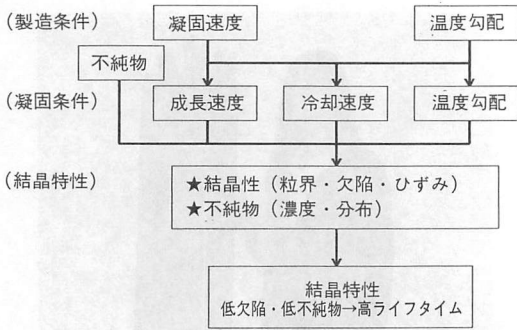 (製造条件)
凝固速度
温度勾配
不純物
(凝固条件)
成長速度
冷却速度
温度勾配
(結晶特性)
★結晶性(粒界・欠陥・ひずみ)
★不純物(濃度・分布)
結晶特性
低欠陥・低不純物→高ライフタイム